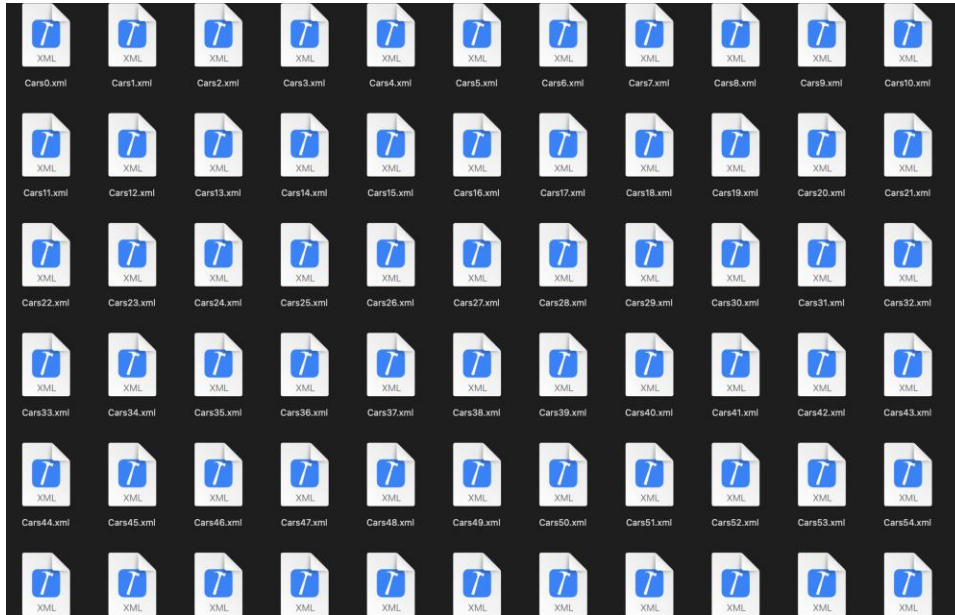 XML XML XML XML XML XML XML XML XML XML XML
Cars0.xml Cars1.xml Cars2.xml Cars3.xml Cars4.xml Cars5.xml Cars6.xml Cars7.xml Cars8.xml Cars9.xml Cars10.xml
XML XML XML XML XML XML XML XML XML XML XML
Cars11.xml Cars12.xml Cars13.xml Cars14.xml Cars15.xml Cars16.xml Cars17.xml Cars18.xml Cars19.xml Cars20.xml Cars21.xml
XML XML XML XML XML XML XML XML XML XML XML
Cars22.xml Cars23.xml Cars24.xml Cars25.xml Cars26.xml Cars27.xml Cars28.xml Cars29.xml Cars30.xml Cars31.xml Cars32.xml
XML XML XML XML XML XML XML XML XML XML XML
Cars33.xml Cars34.xml Cars35.xml Cars36.xml Cars37.xml Cars38.xml Cars39.xml Cars40.xml Cars41.xml Cars42.xml Cars43.xml
XML XML XML XML XML XML XML XML XML XML XML
Cars44.xml Cars45.xml Cars46.xml Cars47.xml Cars48.xml Cars49.xml Cars50.xml Cars51.xml Cars52.xml Cars53.xml Cars54.xml
XML XML XML XML XML XML XML XML XML XML XML